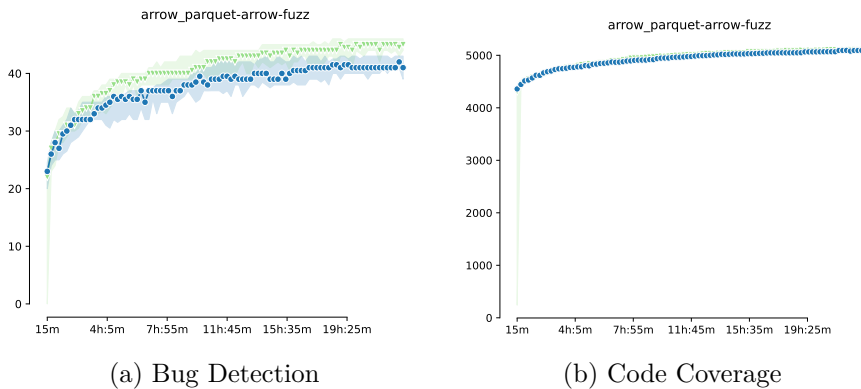 arrow_parquet-arrow-fuzz
40
30
20
10
0
15m 4h:5m 7h:55m 11h:45m 15h:35m 19h:25m
(a) Bug Detection
arrow_parquet-arrow-fuzz
5000
4000
3000
2000
1000
0
15m 4h:5m 7h:55m 11h:45m 15h:35m 19h:25m
(b) Code Coverage